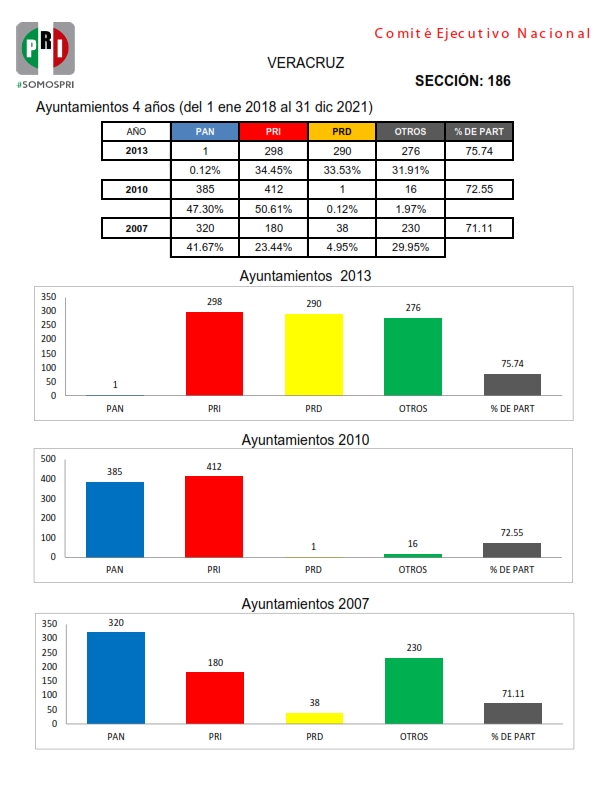 Comité Ejecutivo Nacional
PRI
#SOMOSPRI
VERACRUZ
SECCIÓN: 186
Ayuntamientos 4 años (del 1 ene 2018 al 31 dic 2021)
AÑO PAN PRI PRD OTROS % DE PART
2013 1 298 290 276 75.74
0.12% 34.45% 33.53% 31.91%
2010 385 412 1 16 72.55
47.30% 50.61% 0.12% 1.97%
2007 320 180 38 230 71.11
41.67% 23.44% 4.95% 29.95%
Ayuntamientos 2013
350
300
250
200
150
100
50
0
1 298 290 276 75.74
PAN PRI PRD OTROS % DE PART
Ayuntamientos 2010
500
400
300
200
100
0
385 412 1 16 72.55
PAN PRI PRD OTROS % DE PART
Ayuntamientos 2007
350
300
250
200
150
100
50
0
320 180 38 230 71.11
PAN PRI PRD OTROS % DE PART